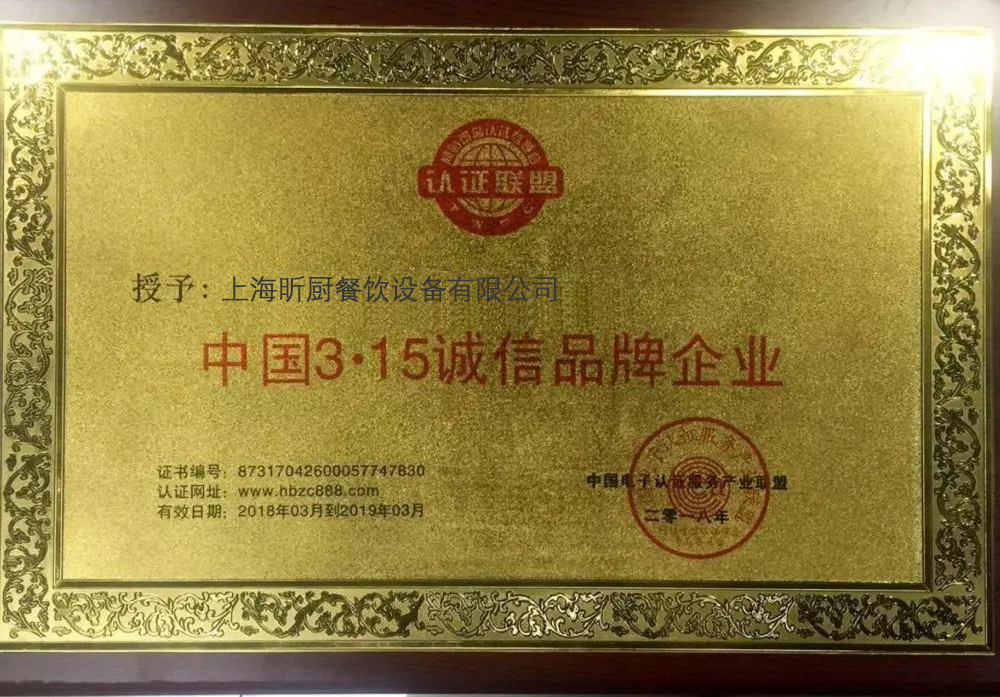 认证联盟
授予：上海昕厨餐饮设备有限公司
中国3·15诚信品牌企业
证书编号：87317042600057747830
认证网址：www.hbzc888.com
有效日期：2018年03月到2019年03月
中国电子认证服务产业联盟
二零一八年